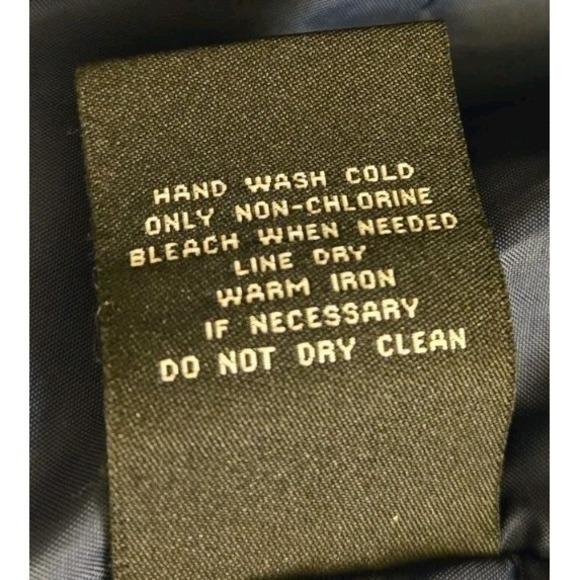 HAND WASH COLD
ONLY NON-CHLORINE
BLEACH WHEN NEEDED
LINE DRY
WARM IRON
IF NECESSARY
DO NOT DRY CLEAN